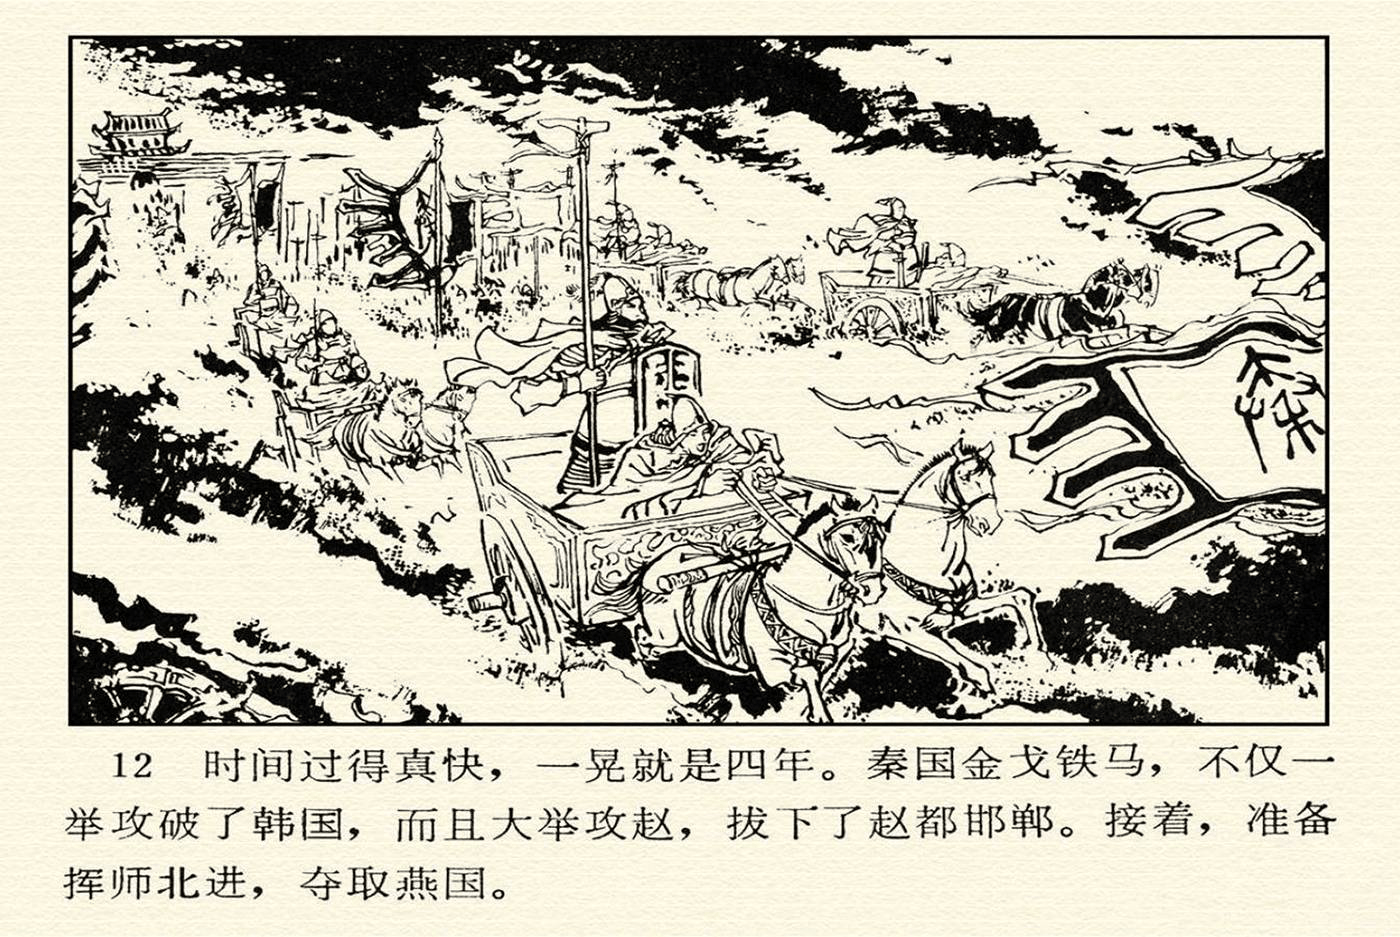 12 时间过得真快，一晃就是四年。秦国金戈铁马，不仅一
举攻破了韩国，而且大举攻赵，拔下了赵都邯郸。接着，准备
挥师北进，夺取燕国。